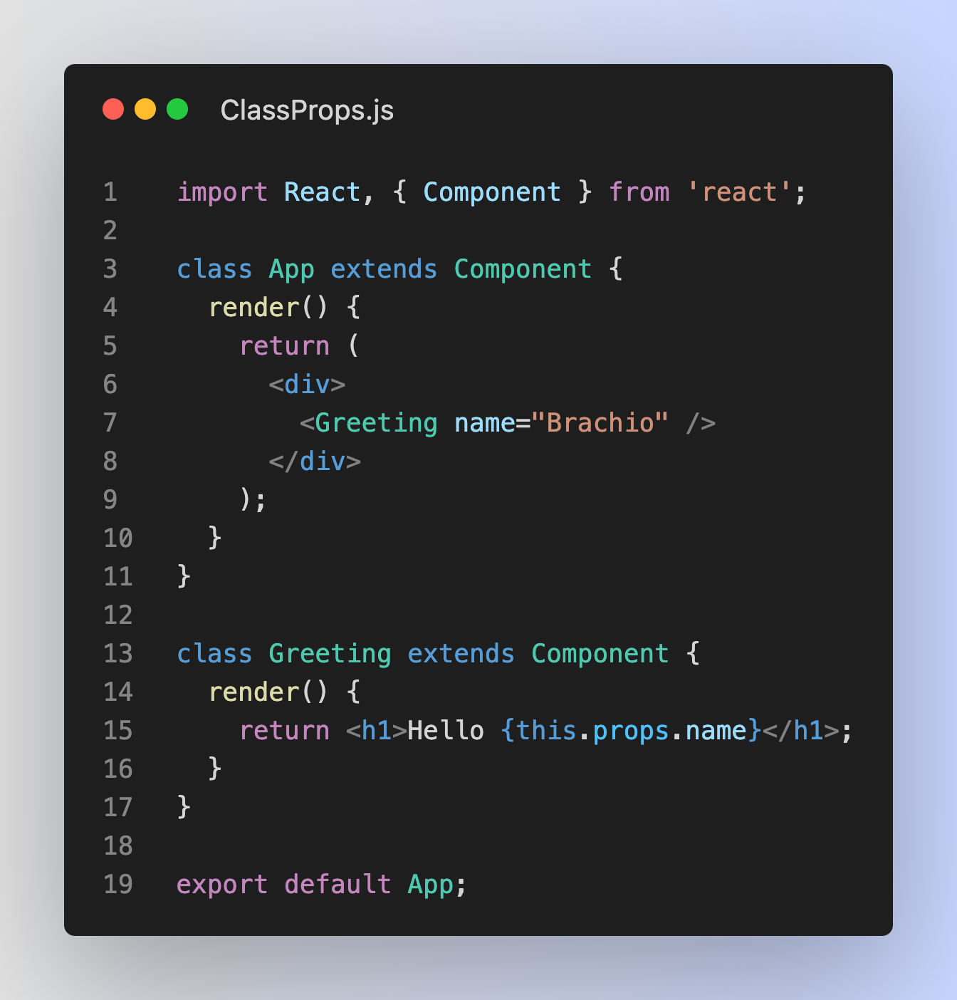 ClassProps.js
1 import React, { Component } from 'react';
2
3 class App extends Component {
4   render() {
5     return (
6       <div>
7         <Greeting name="Brachio" />
8       </div>
9     );
10   }
11 }
12
13 class Greeting extends Component {
14   render() {
15     return <h1>Hello {this.props.name}</h1>;
16   }
17 }
18
19 export default App;